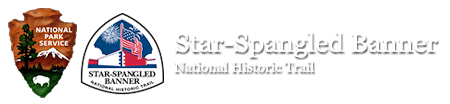 NATIONAL
PARK
SERVICE
STAR-SPANGLED
BANNER
NATIONAL HISTORIC TRAIL
Star-Spangled Banner
National Historic Trail